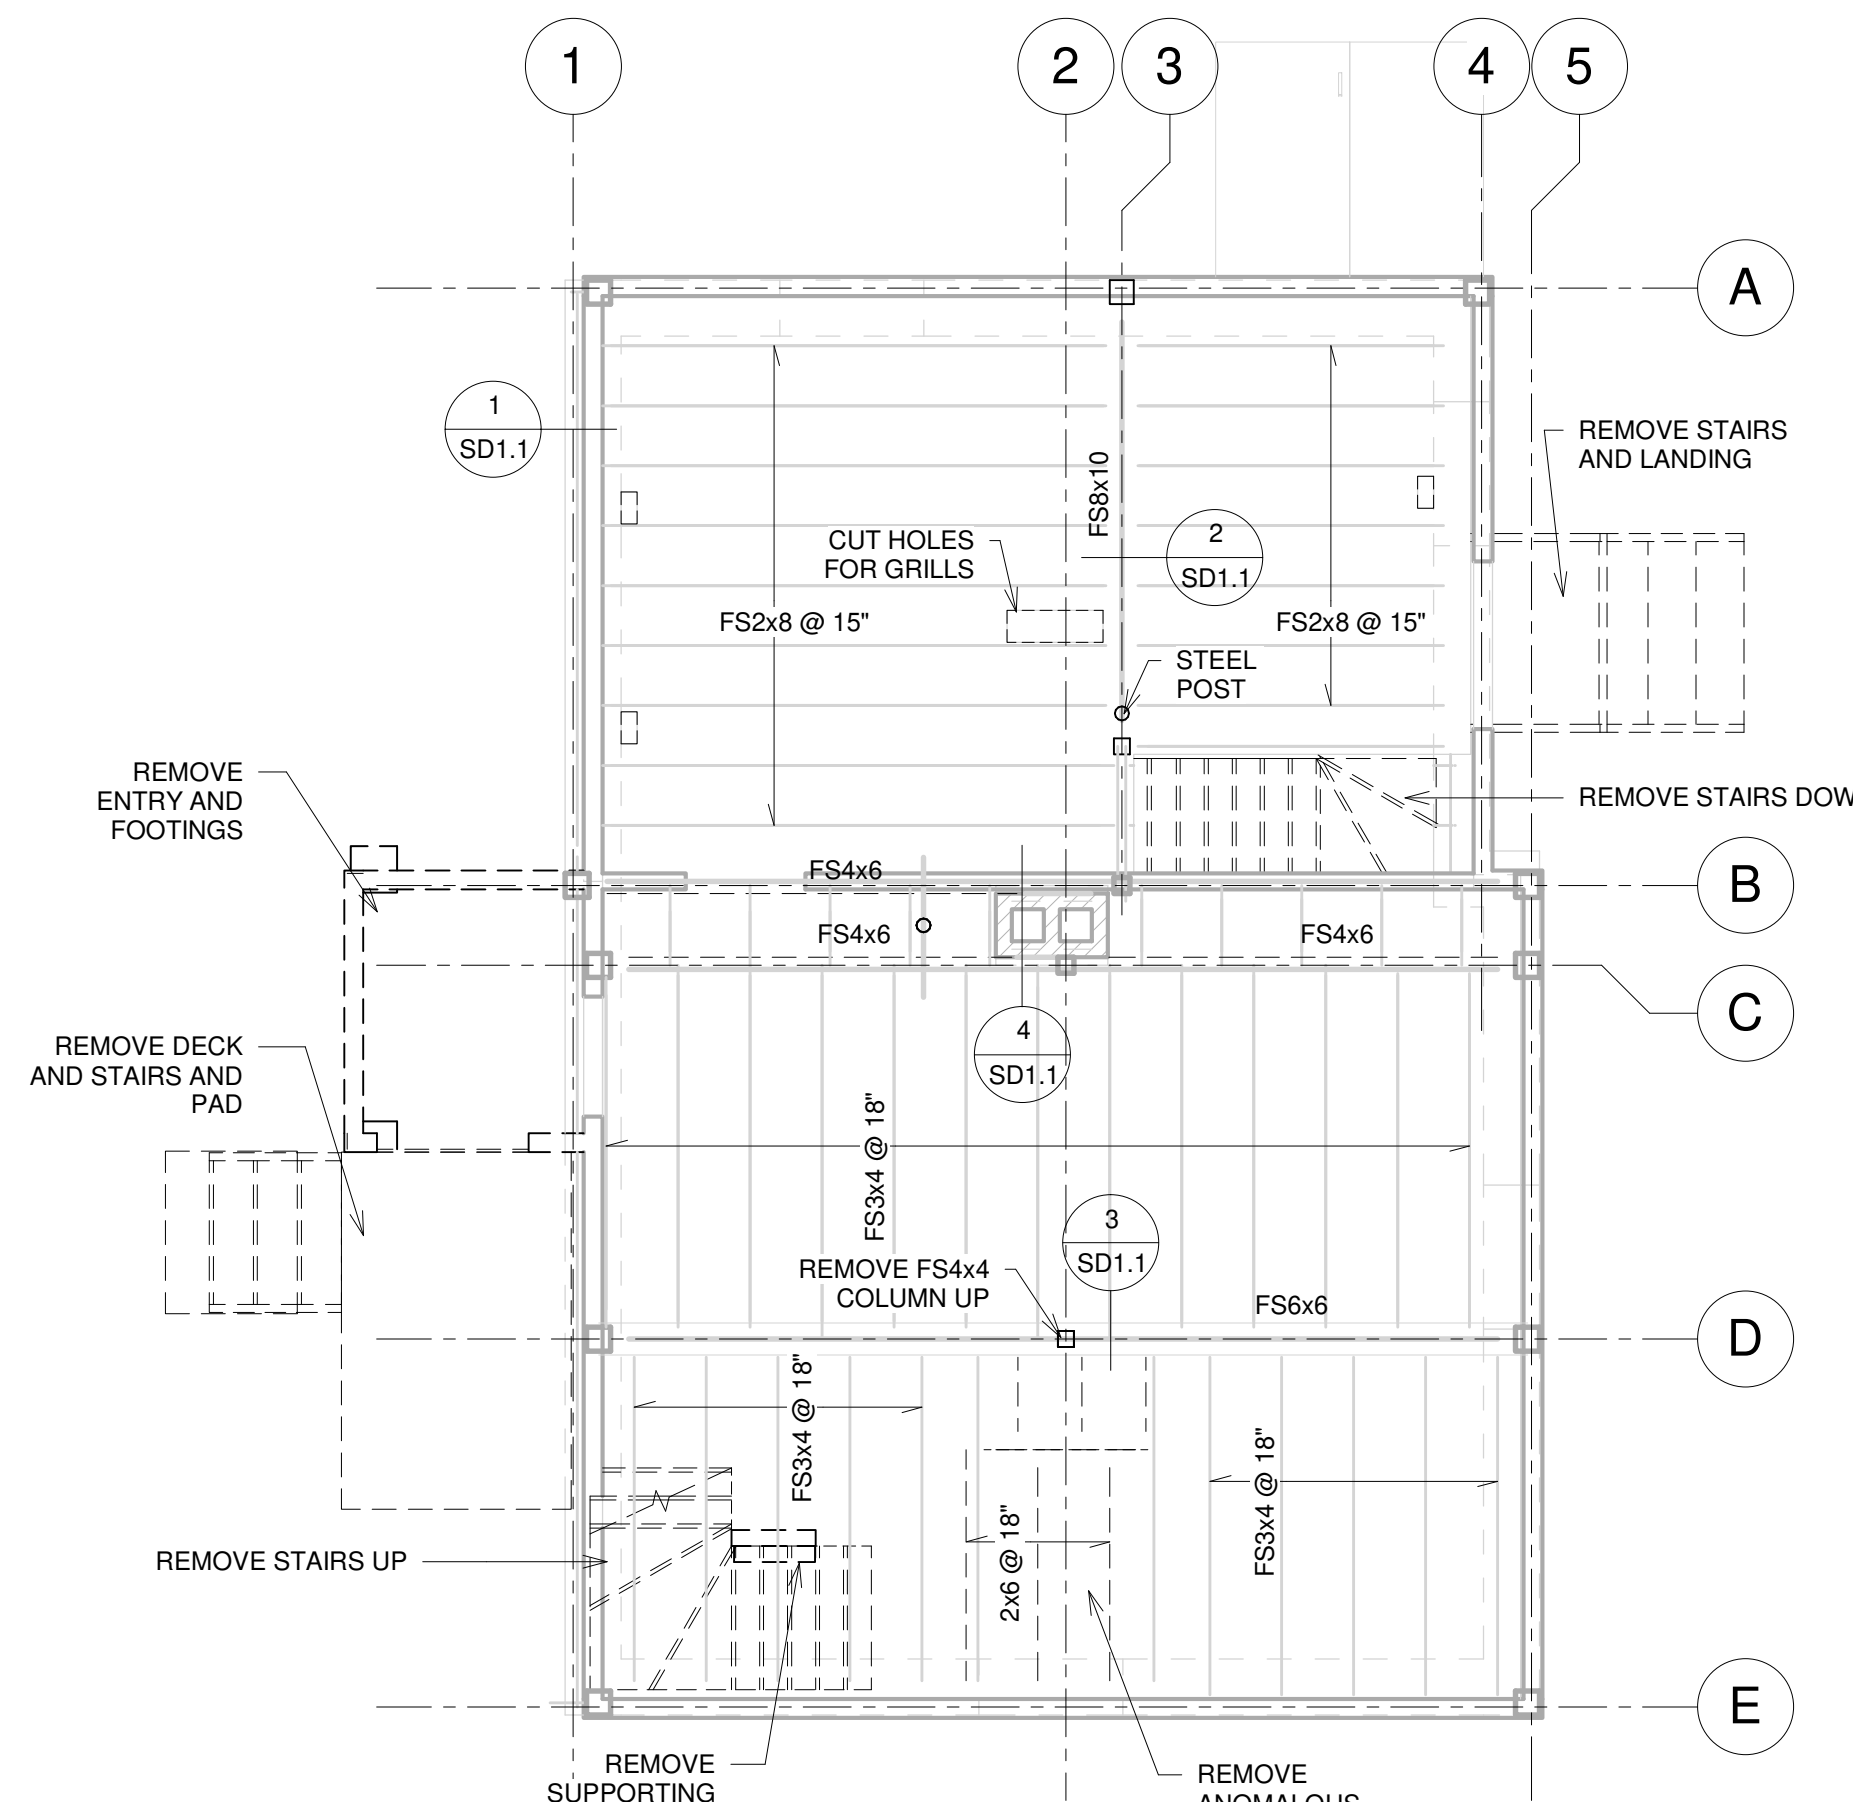 1
2
3
4
5
A
1
SD1.1
REMOVE STAIRS
AND LANDING
FS8x10
2
SD1.1
CUT HOLES
FOR GRILLS
FS2x8 @ 15"
FS2x8 @ 15"
STEEL
POST
REMOVE
ENTRY AND
FOOTINGS
REMOVE STAIRS DOW
FS4x6
B
FS4x6
FS4x6
C
4
SD1.1
REMOVE DECK
AND STAIRS AND
PAD
FS3x4 @ 18"
3
SD1.1
REMOVE FS4x4
COLUMN UP
FS6x6
D
FS3x4 @ 18"
FS3x4 @ 18"
2x6 @ 18"
REMOVE STAIRS UP
E
REMOVE
SUPPORTING
REMOVE
ANOMALOUS